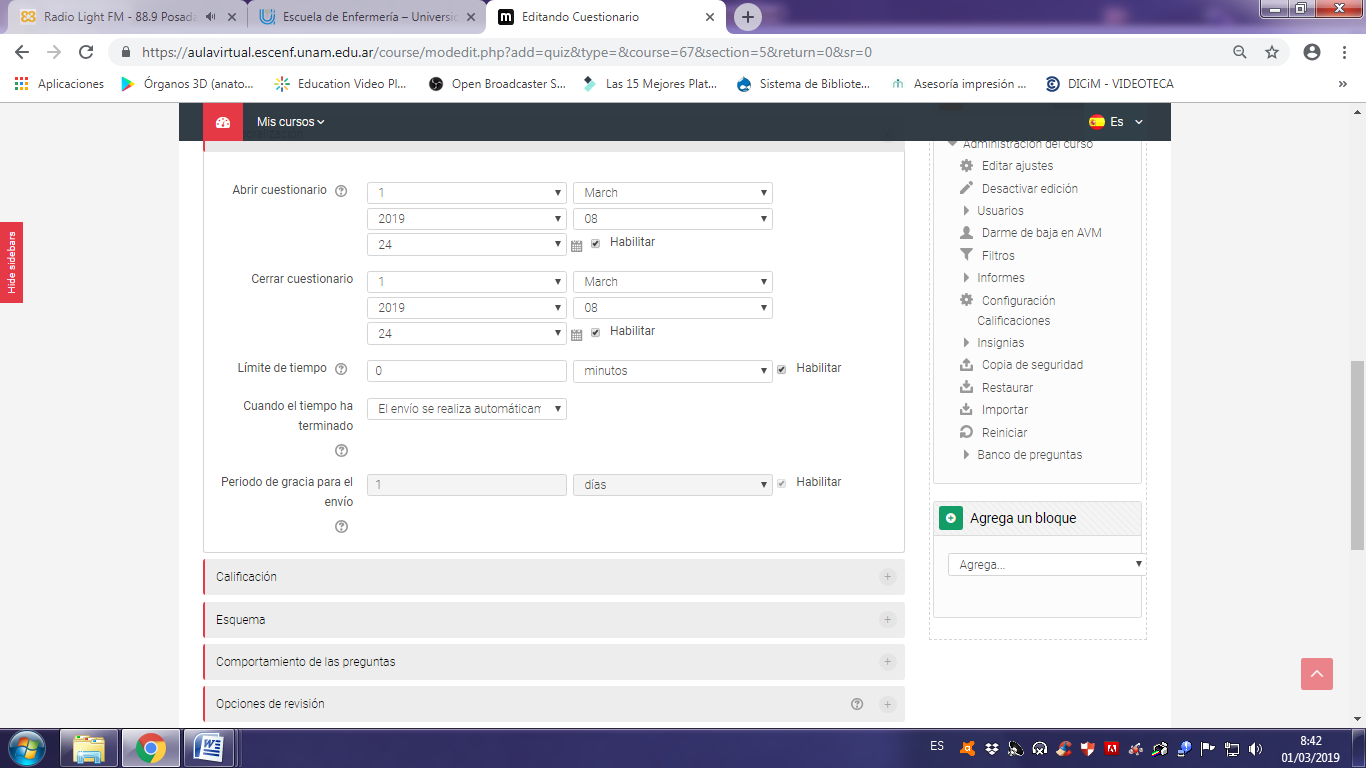 Radio Light FM - 88.9 Posada
Escuela de Enfermería – Universi
Editando Cuestionario
https://aulavirtual.escenf.unam.edu.ar/course/modedit.php?add=quiz&type=&course=67&section=5&return=0&sr=0
Aplicaciones
Órganos 3D (anato...
Education Video Pl...
Open Broadcaster S...
Las 15 Mejores Plat...
Sistema de Bibliote...
Asesoría impresión ...
DICiM - VIDEOTECA
»
Mis cursos
Es
Hide sidebars
Abrir cuestionario
1 March
2019 08
24 Habilitar
Cerrar cuestionario
1 March
2019 08
24 Habilitar
Límite de tiempo
0 minutos Habilitar
Cuando el tiempo ha
terminado
El envío se realiza automáticam
Periodo de gracia para el
envío
1 días Habilitar
Calificación
Esquema
Comportamiento de las preguntas
Opciones de revisión
Administración del curso
Editar ajustes
Desactivar edición
Usuarios
Darme de baja en AVM
Filtros
Informes
Configuración
Calificaciones
Insignias
Copia de seguridad
Restaurar
Importar
Reiniciar
Banco de preguntas
Agrega un bloque
Agrega...
ES
8:42
01/03/2019